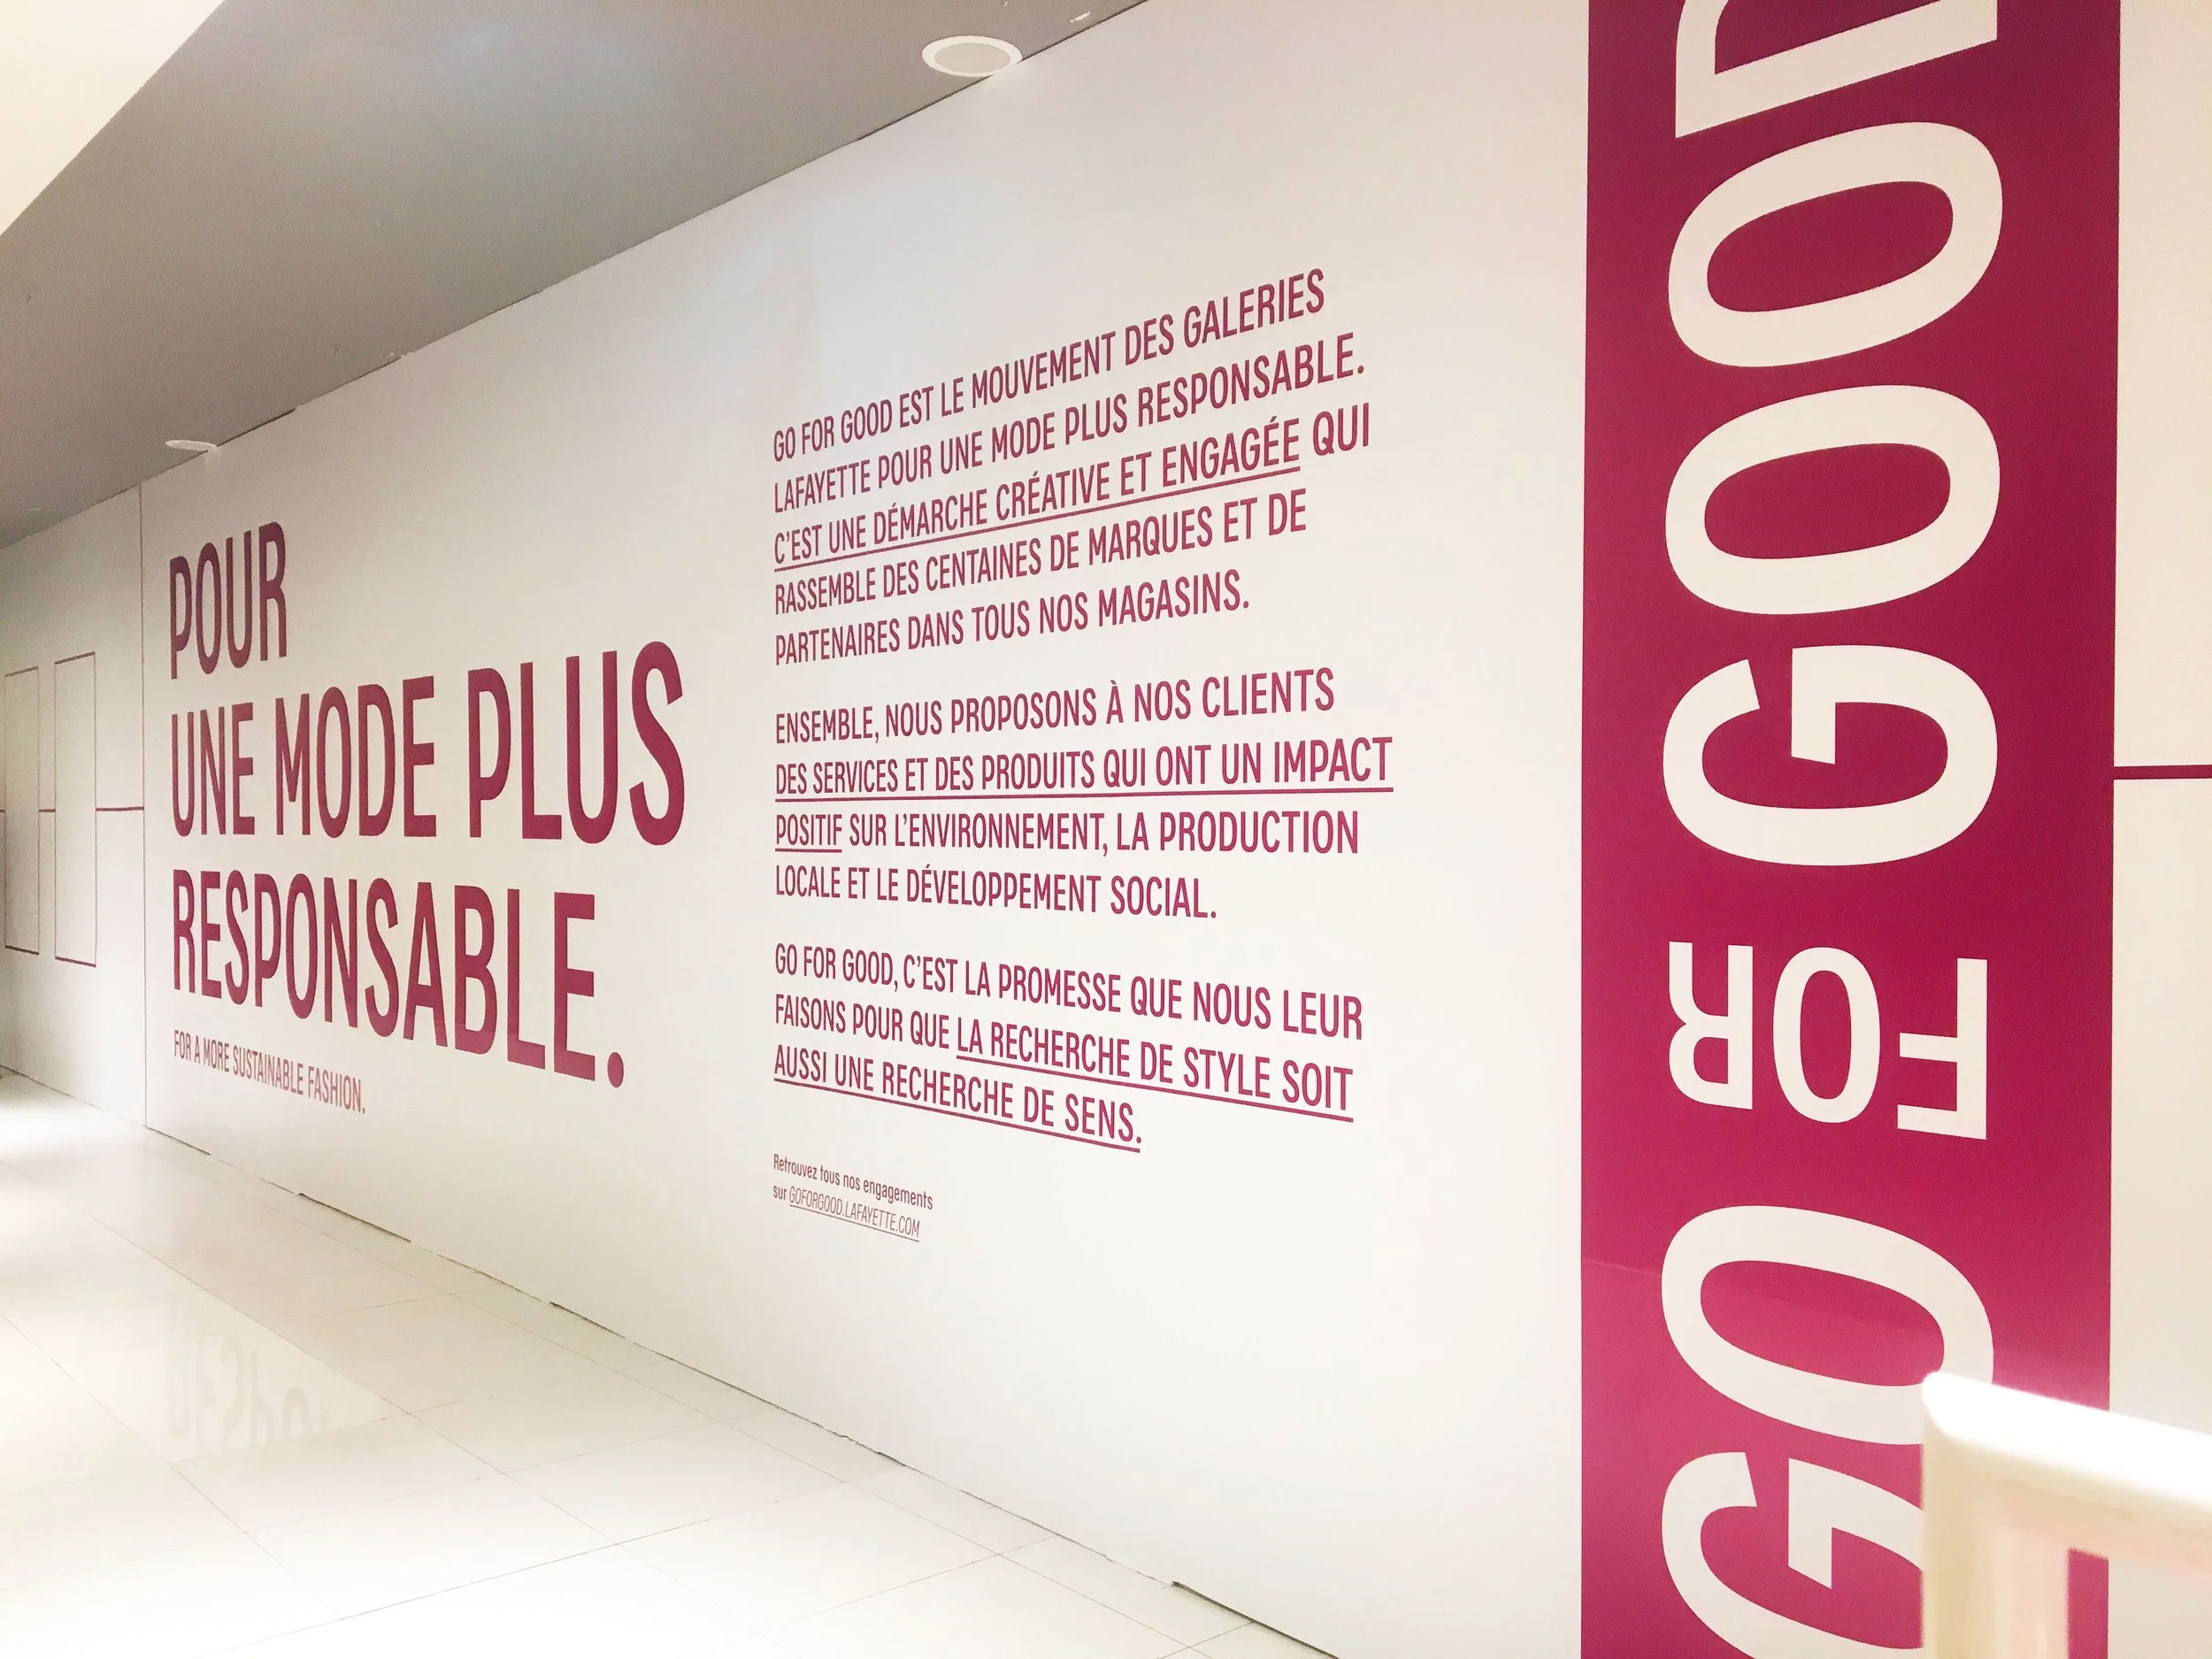 POUR
UNE MODE PLUS
RESPONSABLE.
FOR A MORE SUSTAINABLE FASHION.
GO FOR GOOD EST LE MOUVEMENT DES GALERIES
LAFAYETTE POUR UNE MODE PLUS RESPONSABLE.
C'EST UNE DÉMARCHE CRÉATIVE ET ENGAGÉE QUI
RASSEMBLE DES CENTAINES DE MARQUES ET DE
PARTENAIRES DANS TOUS NOS MAGASINS.
ENSEMBLE, NOUS PROPOSONS À NOS CLIENTS
DES SERVICES ET DES PRODUITS QUI ONT UN IMPACT
POSITIF SUR L'ENVIRONNEMENT, LA PRODUCTION
LOCALE ET LE DÉVELOPPEMENT SOCIAL.
GO FOR GOOD, C'EST LA PROMESSE QUE NOUS LEUR
FAISONS POUR QUE LA RECHERCHE DE STYLE SOIT
AUSSI UNE RECHERCHE DE SENS.
Retrouvez tous nos engagements
sur GOFORGOOD.LAFAYETTE.COM
GO FOR GOOD